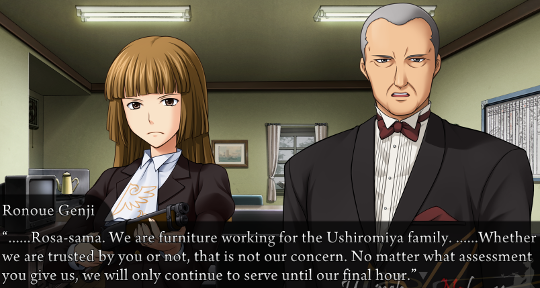 Ronoue Genji
“......Rosa-sama. We are furniture working for the Ushiromiya family. ......Whether
we are trusted by you or not, that is not our concern. No matter what assessment
you give us, we will only continue to serve until our final hour.”